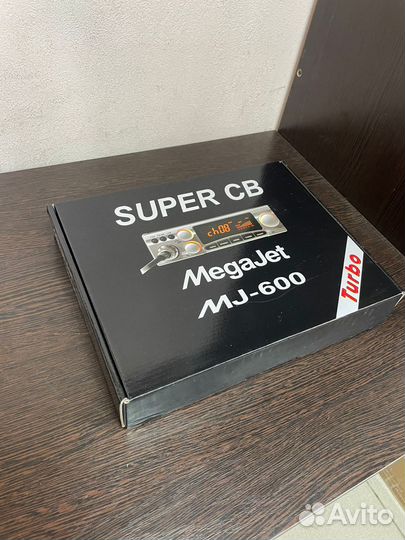 SUPER CB
ch08
MegaJet
MJ-600
Turbo
Avito